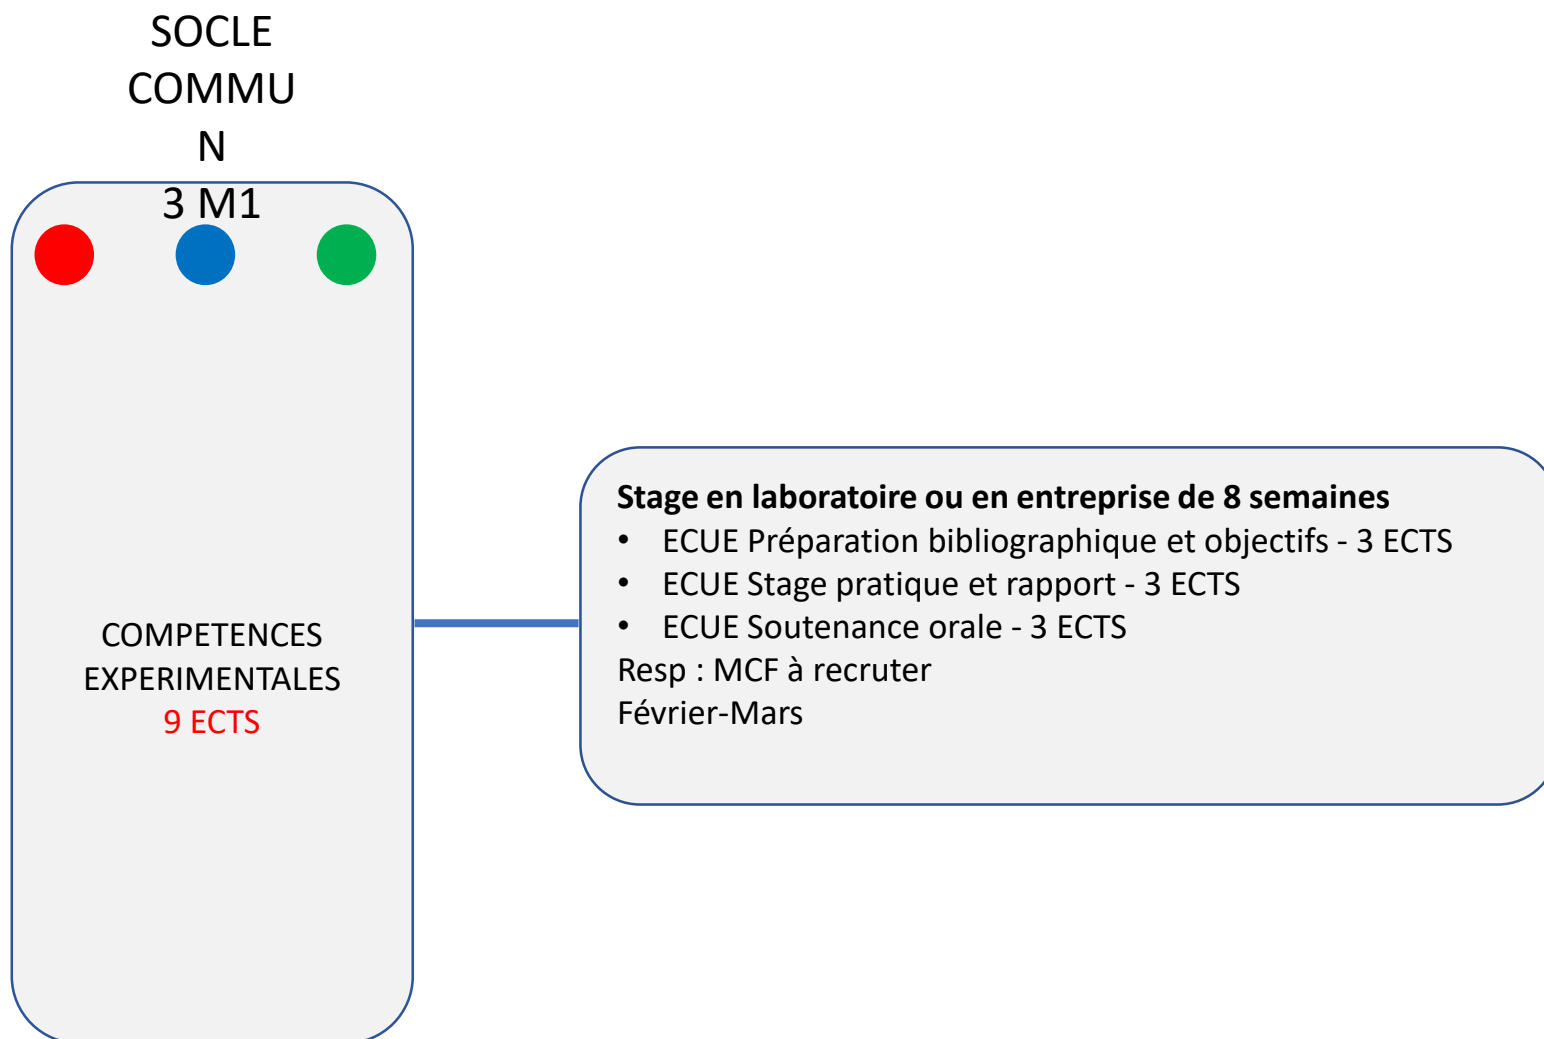 SOCLE
COMMU
N
3 M1
COMPETENCES
EXPERIMENTALES
9 ECTS
Stage en laboratoire ou en entreprise de 8 semaines
• ECUE Préparation bibliographique et objectifs - 3 ECTS
• ECUE Stage pratique et rapport - 3 ECTS
• ECUE Soutenance orale - 3 ECTS
Resp : MCF à recruter
Février-Mars